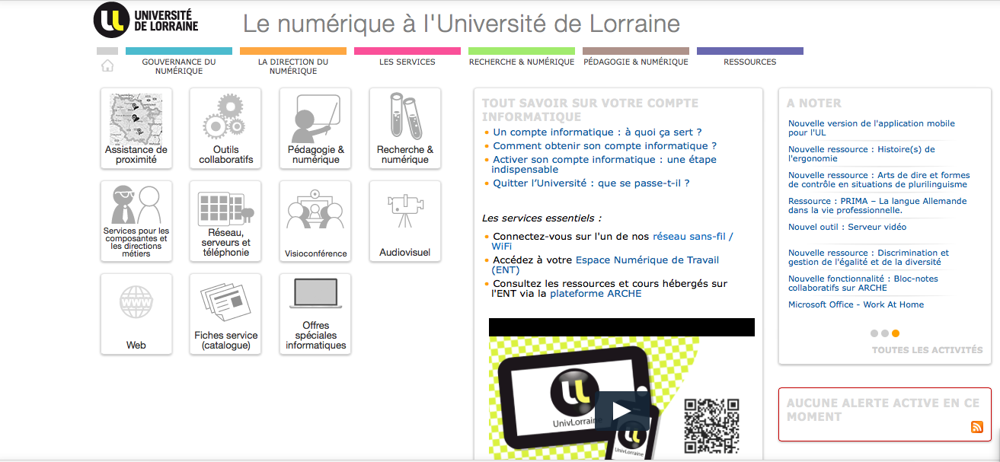 UNIVERSITÉ
DE LORRAINE
Le numérique à l'Université de Lorraine
GOUVERNANCE DU
NUMÉRIQUE
LA DIRECTION DU
NUMÉRIQUE
LES SERVICES
RECHERCHE & NUMÉRIQUE
PÉDAGOGIE & NUMÉRIQUE
RESSOURCES
Assistance de
proximité
Outils
collaboratifs
Pédagogie &
numérique
Recherche &
numérique
Services pour les
composantes et
les directions
métiers
Réseau,
serveurs et
téléphonie
Visioconférence
Audiovisuel
WWW
Web
Fiches service
(catalogue)
Offres
spéciales
informatiques
TOUT SAVOIR SUR VOTRE COMPTE
INFORMATIQUE
Un compte informatique : à quoi ça sert ?
Comment obtenir son compte informatique ?
Activer son compte informatique : une étape
indispensable
Quitter l’Université : que se passe-t-il ?
Les services essentiels :
Connectez-vous sur l'un de nos réseau sans-fil /
WiFi
Accédez à votre Espace Numérique de Travail
(ENT)
Consultez les ressources et cours hébergés sur
l'ENT via la plateforme ARCHE
UnivLorraine
UnivLorraine
A NOTER
Nouvelle version de l'application mobile
pour l'UL
Nouvelle ressource : Histoire(s) de
l'ergonomie
Nouvelle ressource : Arts de dire et formes
de contrôle en situations de plurilinguisme
Ressource : PRIMA – La langue Allemande
dans la vie professionnelle.
Nouvel outil : Serveur vidéo
Nouvelle ressource : Discrimination et
gestion de l'égalité et de la diversité
Nouvelle fonctionnalité : Bloc-notes
collaboratifs sur ARCHE
Microsoft Office - Work At Home
TOUTES LES ACTIVITÉS
AUCUNE ALERTE ACTIVE EN CE
MOMENT